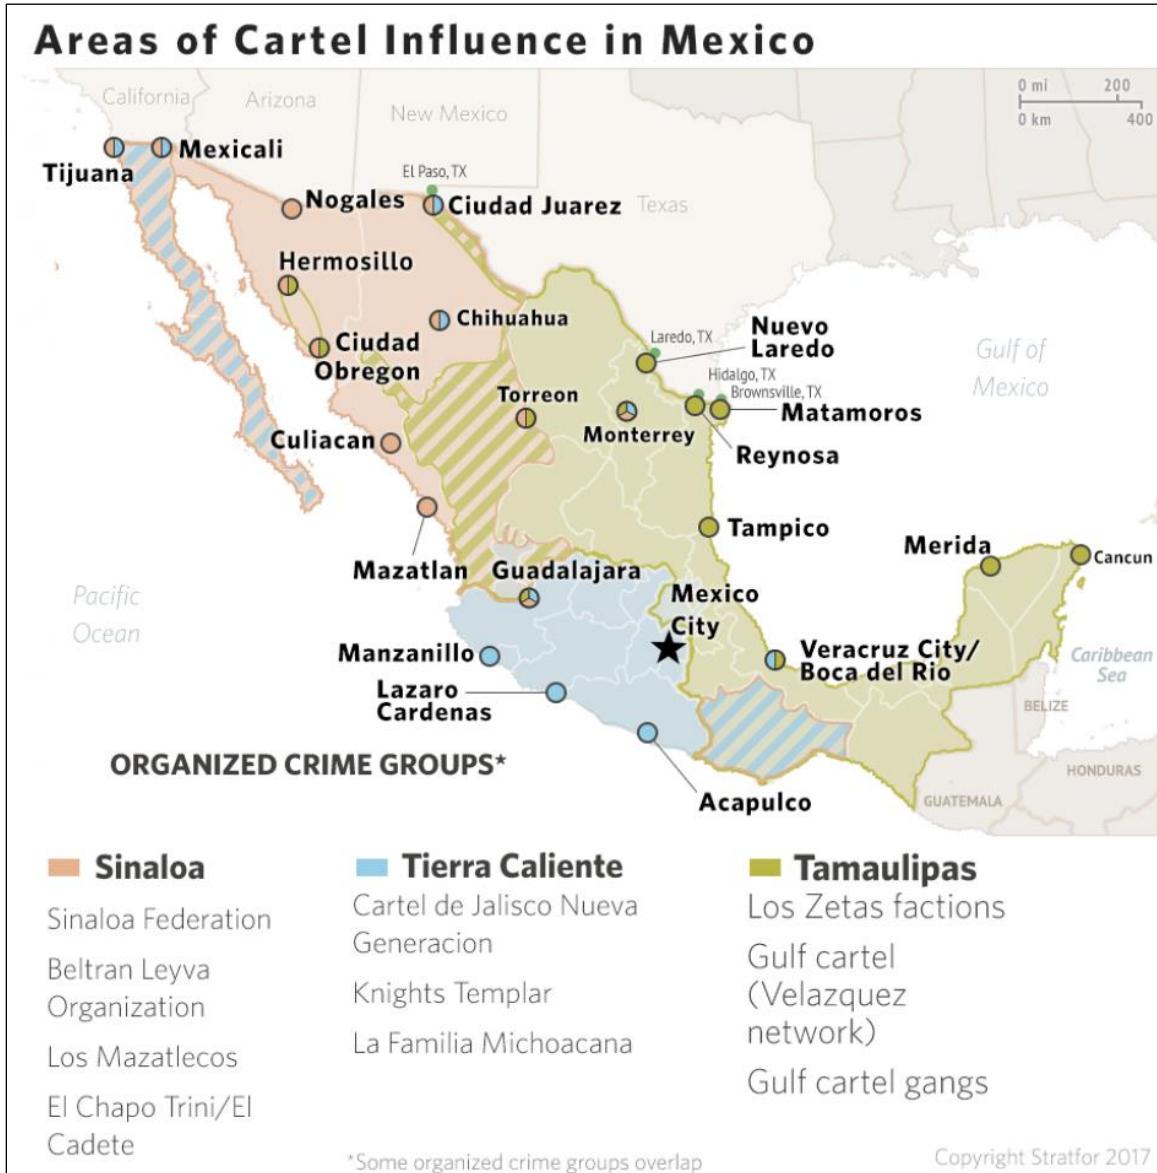 Areas of Cartel Influence in Mexico
California
Arizona
New Mexico
0 mi 200
0 km 400
Tijuana
Mexicali
Nogales
El Paso, TX
Ciudad Juarez
Texas
Hermosillo
Chihuahua
Ciudad
Obregon
Laredo, TX
Nuevo
Laredo
Gulf of
Mexico
Hidalgo, TX
Brownsville, TX
Matamoros
Torreon
Monterrey
Reynosa
Culiacan
Tampico
Mazatlan
Guadalajara
Merida
Cancun
Pacific
Ocean
Mexico
City
Manzanillo
Veracruz City/
Boca del Rio
Caribbean
Sea
Lazaro
Cardenas
BELIZE
ORGANIZED CRIME GROUPS*
HONDURAS
Acapulco
GUATEMALA
Sinaloa
Sinaloa Federation
Beltran Leyva
Organization
Los Mazatlecos
El Chapo Trini/El
Cadete
Tierra Caliente
Cartel de Jalisco Nueva
Generacion
Knights Templar
La Familia Michoacana
Tamaulipas
Los Zetas factions
Gulf cartel
(Velazquez
network)
Gulf cartel gangs
*Some organized crime groups overlap
Copyright Stratfor 2017